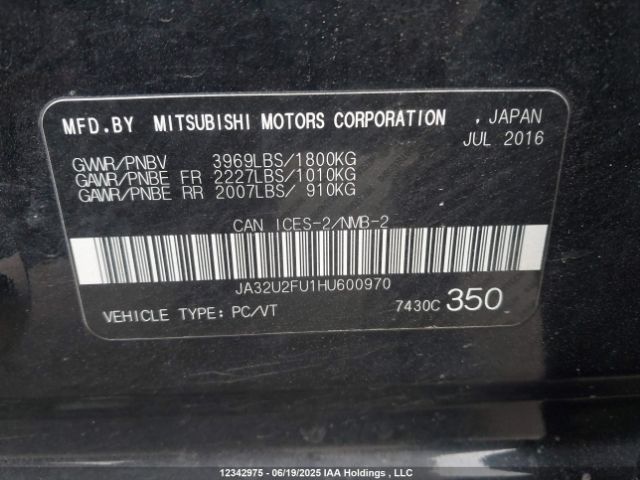 MFD.BY MITSUBISHI MOTORS CORPORATION , JAPAN
JUL 2016
GVWR/PNBV 3969LBS/1800KG
GAWR/PNBE FR 2227LBS/1010KG
GAWR/PNBE RR 2007LBS/ 910KG
CAN ICES-2/NMB-2
JA32U2FU1HU600970
VEHICLE TYPE: PC/VT 7430C 350
12342975 - 06/19/2025 IAA Holdings , LLC